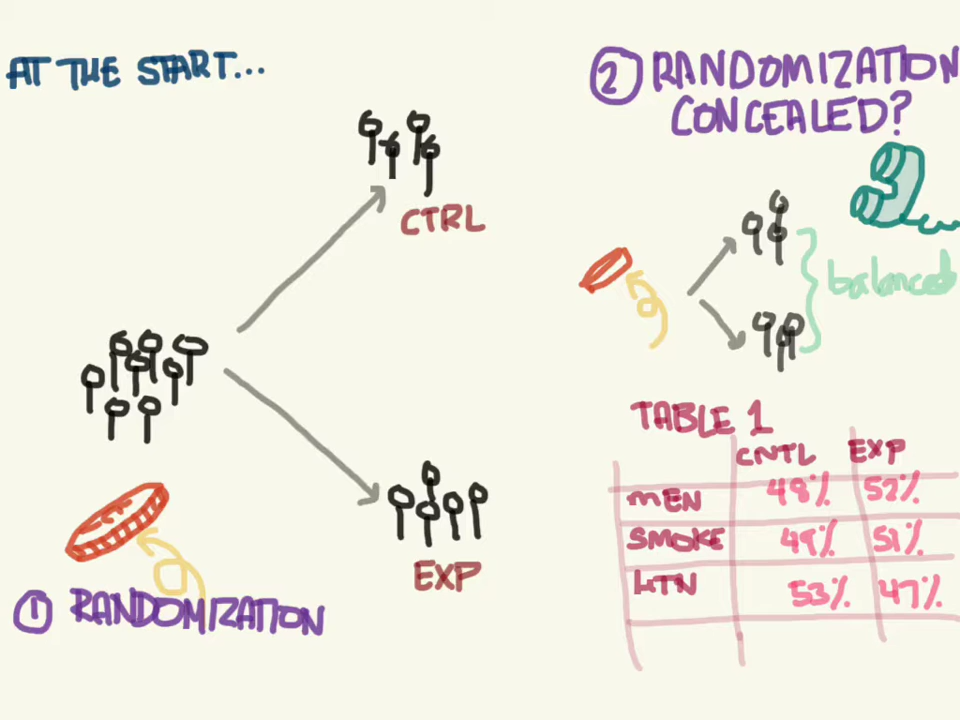 AT THE START...
CTRL
EXP
① RANDOMIZATION
② RANDOMIZATION
CONCEALED?
balanced
TABLE 1
CNTL EXP
MEN 48% 52%
SMOKE 49% 51%
HTN 53% 47%